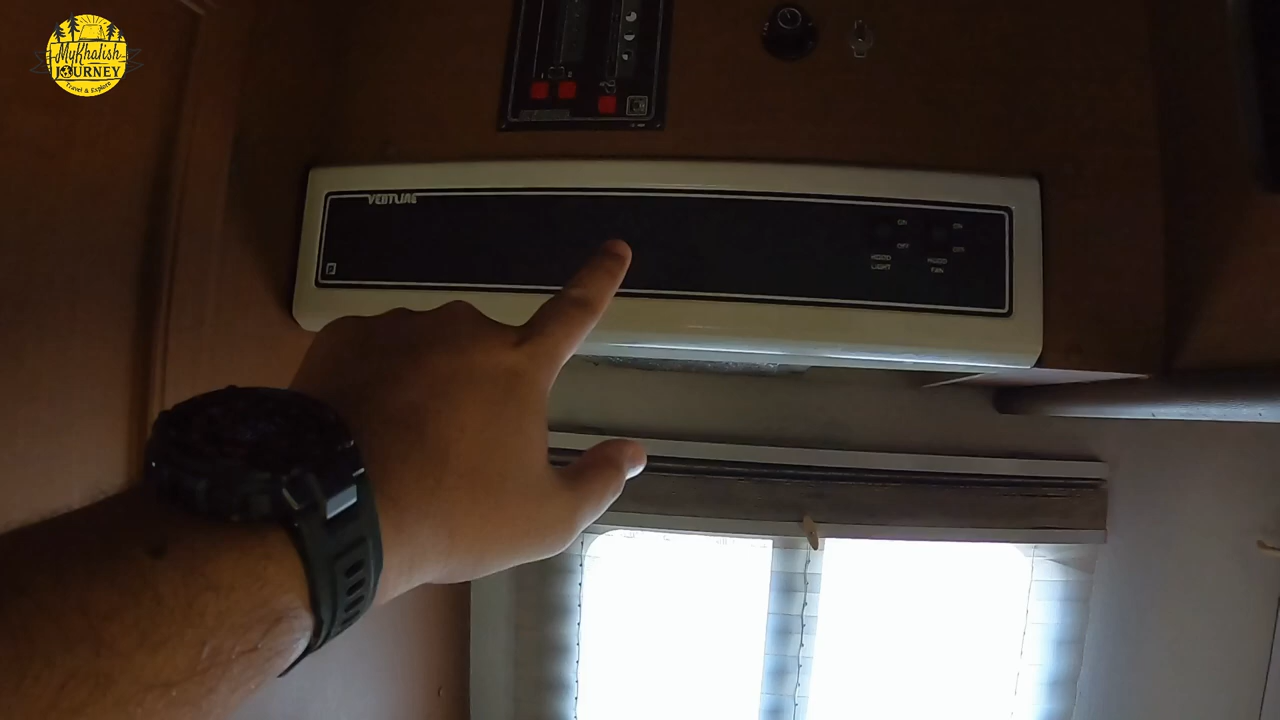 MyKhalish
JOURNEY
Travel & Explore
VENTLINE
ON
ON
OFF
OFF
HOOD
LIGHT
HOOD
FAN